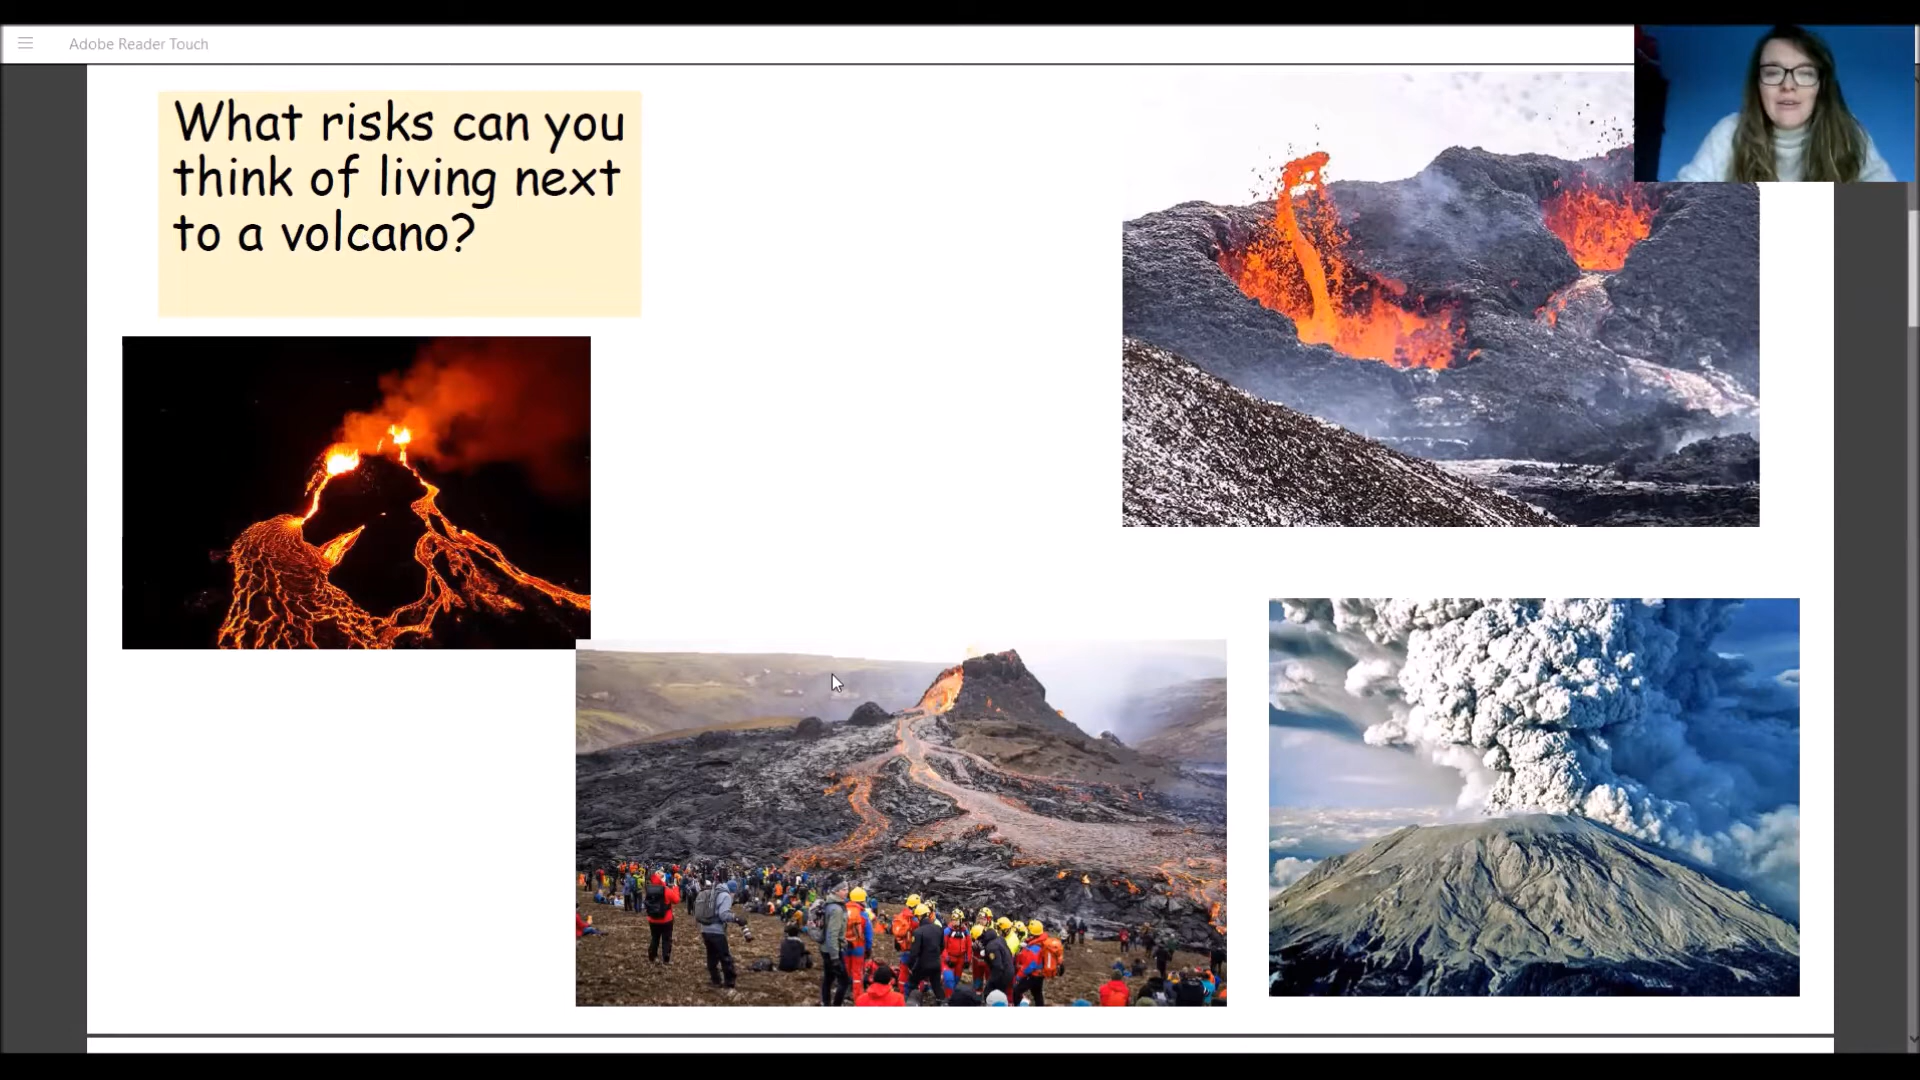 Adobe Reader Touch
What risks can you
think of living next
to a volcano?